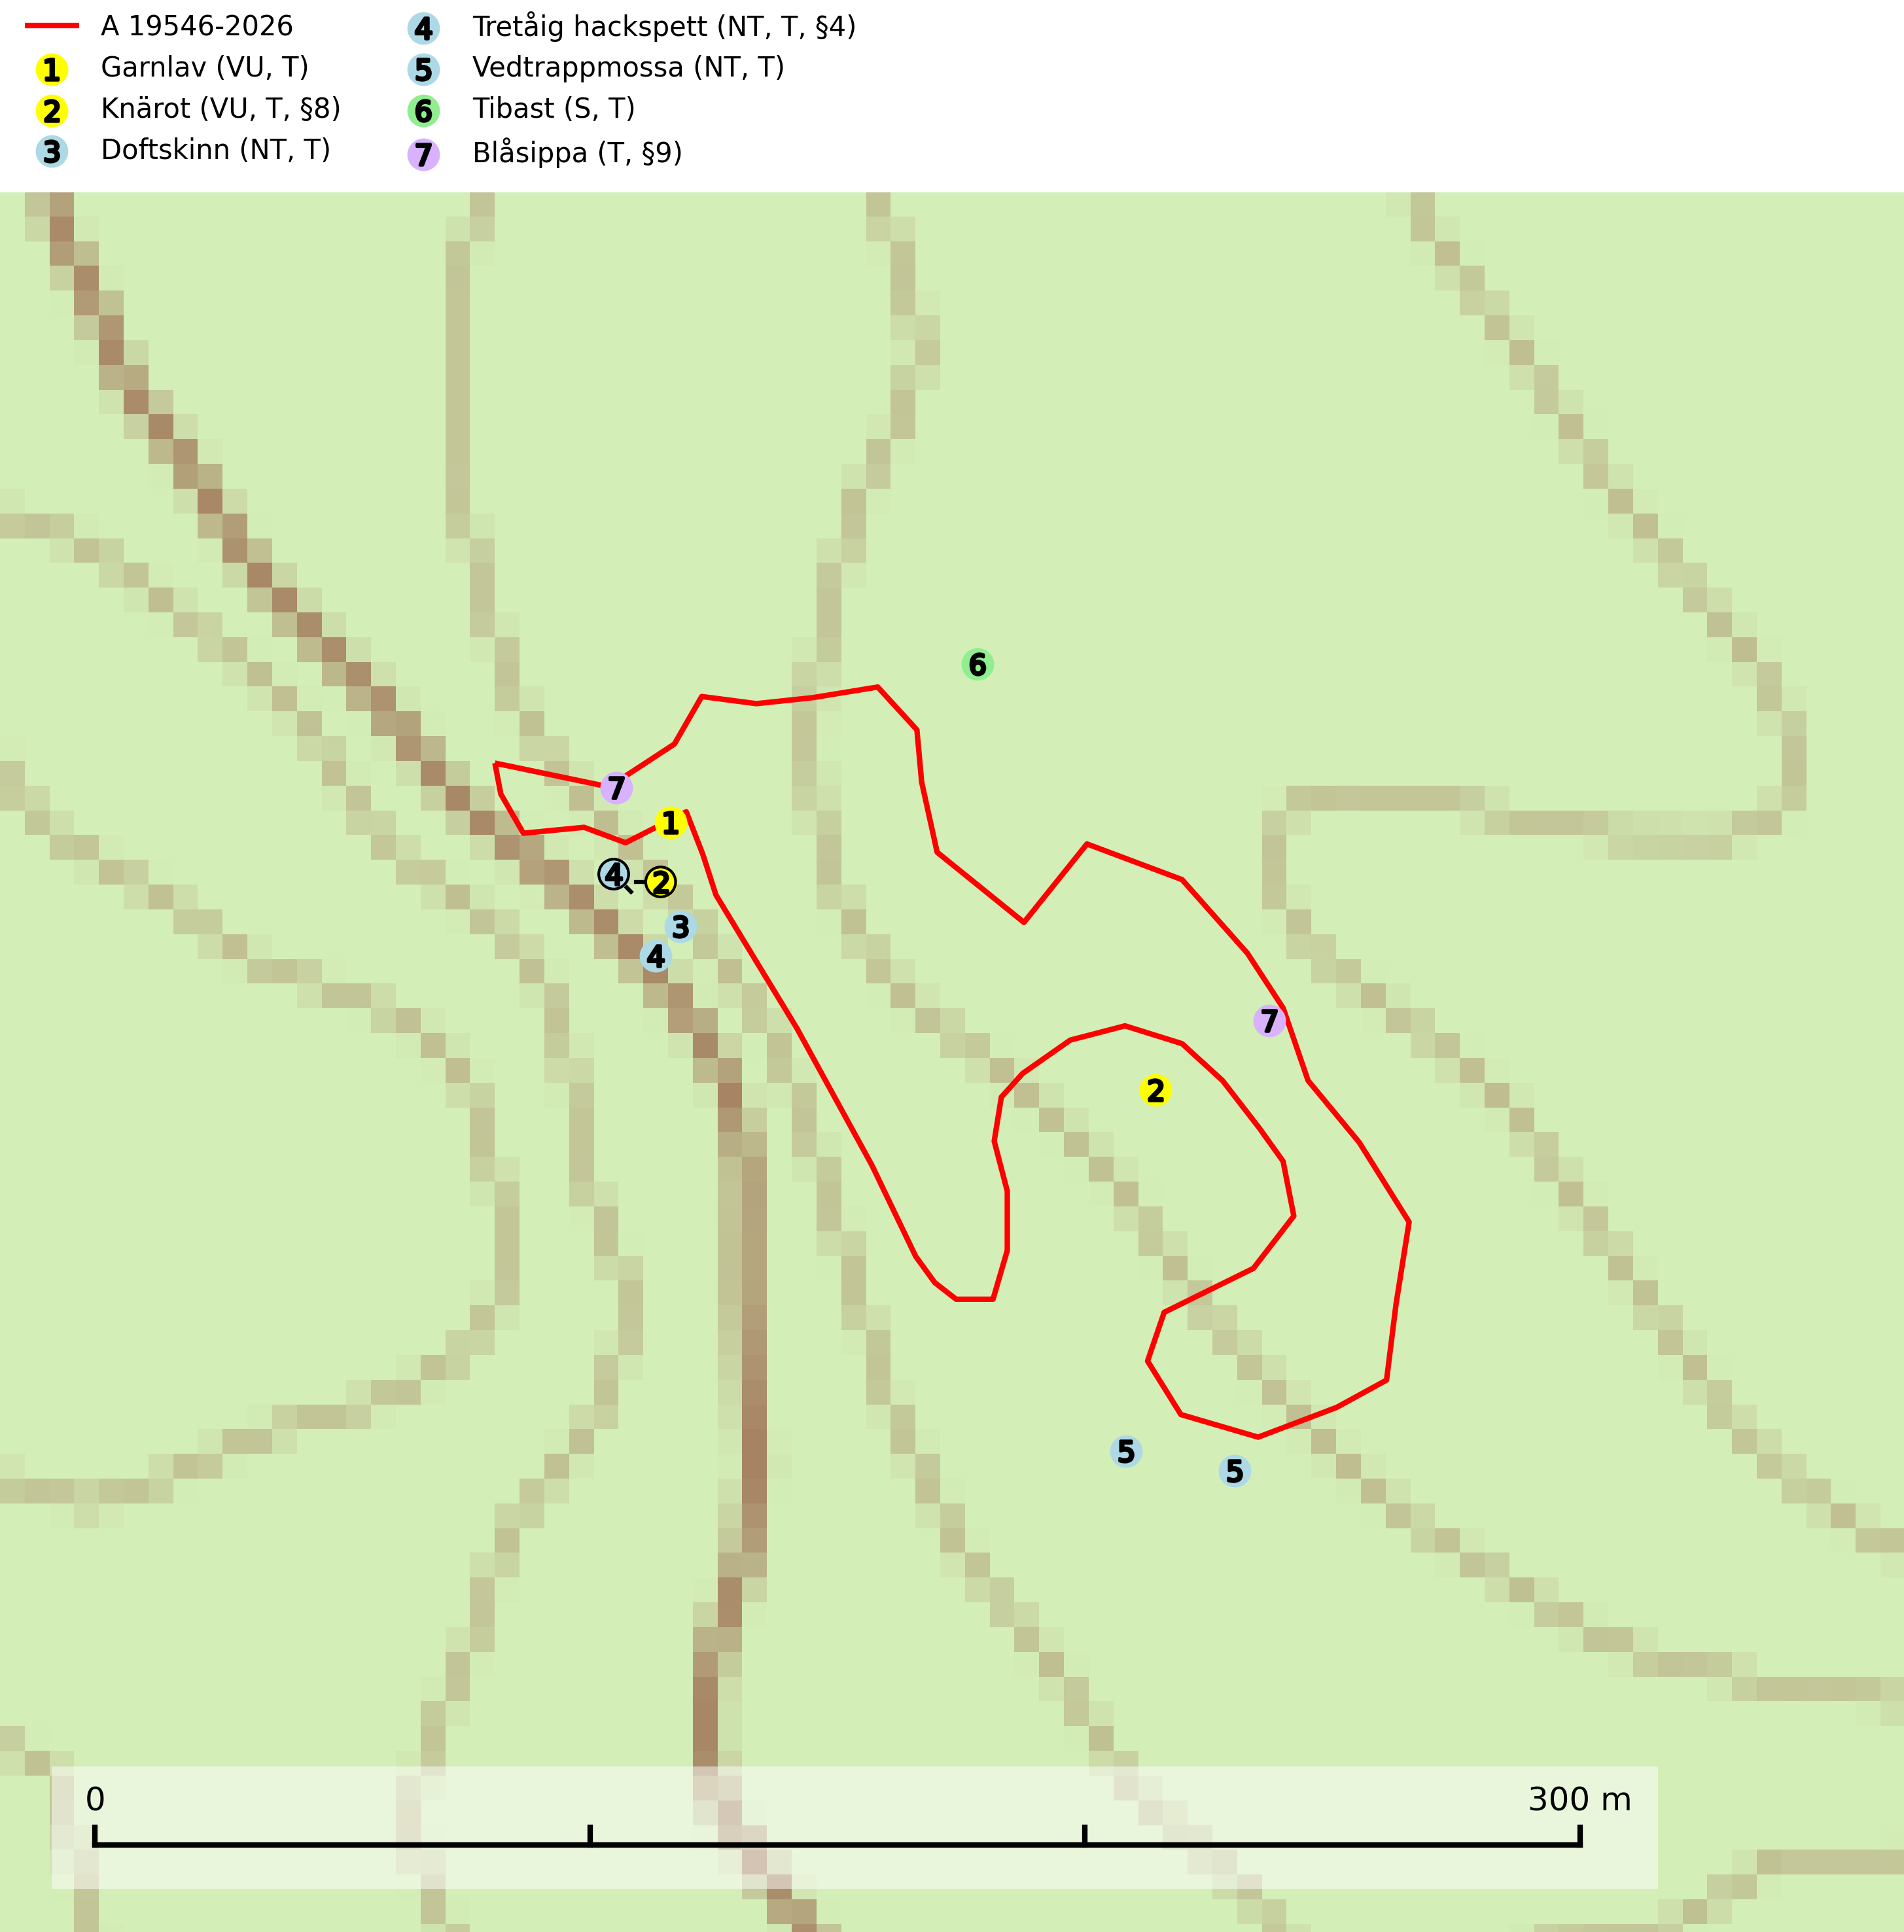 A 19546-2026
1 Garnlav (VU, T)
2 Knärot (VU, T, §8)
3 Doftskinn (NT, T)
4 Tretåig hackspett (NT, T, §4)
5 Vedtrappmossa (NT, T)
6 Tibast (S, T)
7 Blåsippa (T, §9)
6
7
1
4
2
3
4
7
2
5
5
0
300 m